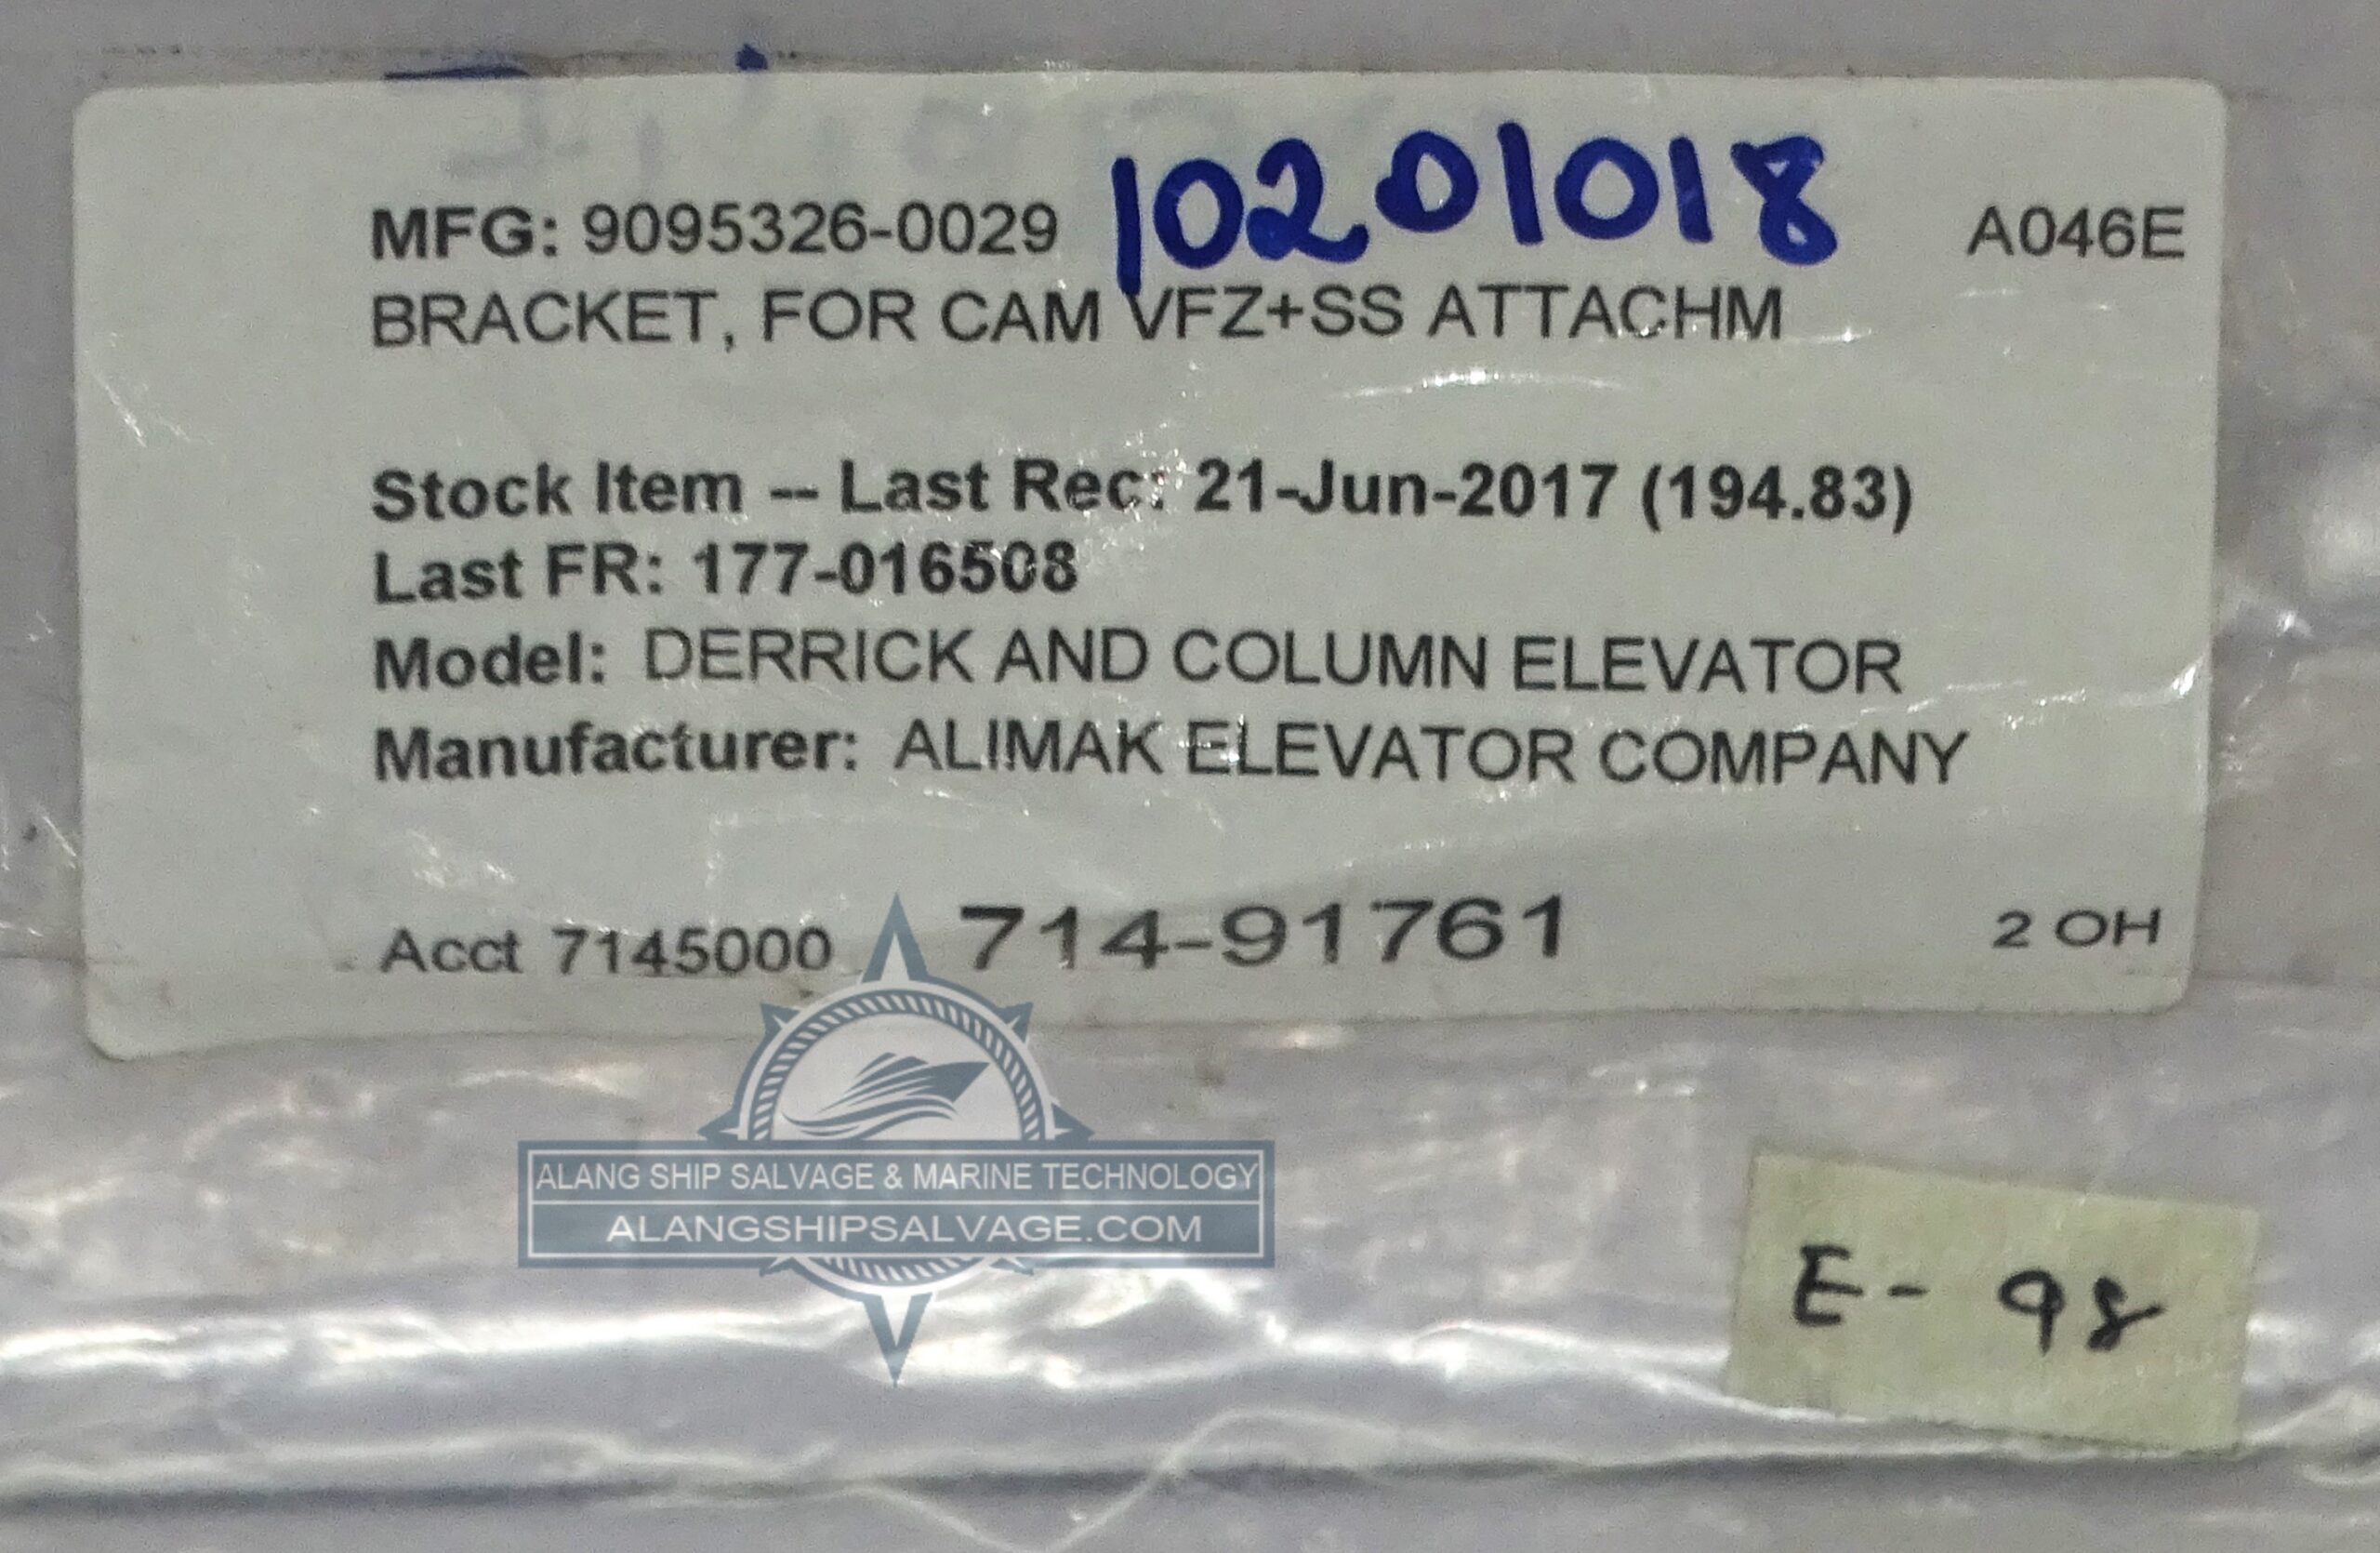 MFG: 9095326-0029 10201018 A046E
BRACKET, FOR CAM VFZ+SS ATTACHM
Stock Item -- Last Rec: 21-Jun-2017 (194.83)
Last FR: 177-016508
Model: DERRICK AND COLUMN ELEVATOR
Manufacturer: ALIMAK ELEVATOR COMPANY
Acct 7145000 714-91761 2 OH
ALANG SHIP SALVAGE & MARINE TECHNOLOGY
ALANGSHIPSALVAGE.COM
E- 98